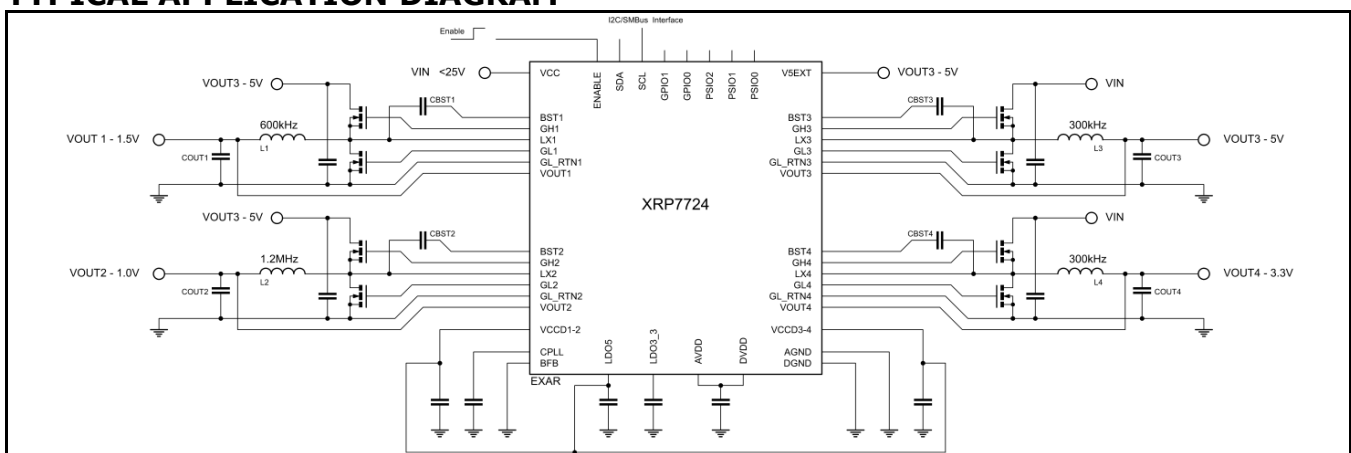 TYPICAL APPLICATION DIAGRAM
I2C/SMBus Interface
Enable
VIN <25V
VCC
ENABLE
SDA
SCL
GPIO1
GPIO0
PSIO2
PSIO1
PSIO0
V5EXT
VOUT3 - 5V
VOUT3 - 5V
CBST1
BST1
GH1
LX1
GL1
GL_RTN1
VOUT1
600kHz
L1
VOUT 1 - 1.5V
COUT1
BST3
GH3
LX3
GL3
GL_RTN3
VOUT3
CBST3
VIN
300kHz
L3
VOUT3 - 5V
COUT3
XRP7724
VOUT3 - 5V
CBST2
BST2
GH2
LX2
GL2
GL_RTN2
VOUT2
1.2MHz
L2
VOUT2 - 1.0V
COUT2
BST4
GH4
LX4
GL4
GL_RTN4
VOUT4
CBST4
VIN
300kHz
L4
VOUT4 - 3.3V
COUT4
VCCD1-2
CPLL
BFB
LDO5
LDO3_3
AVDD
DVDD
VCCD3-4
AGND
DGND
EXAR